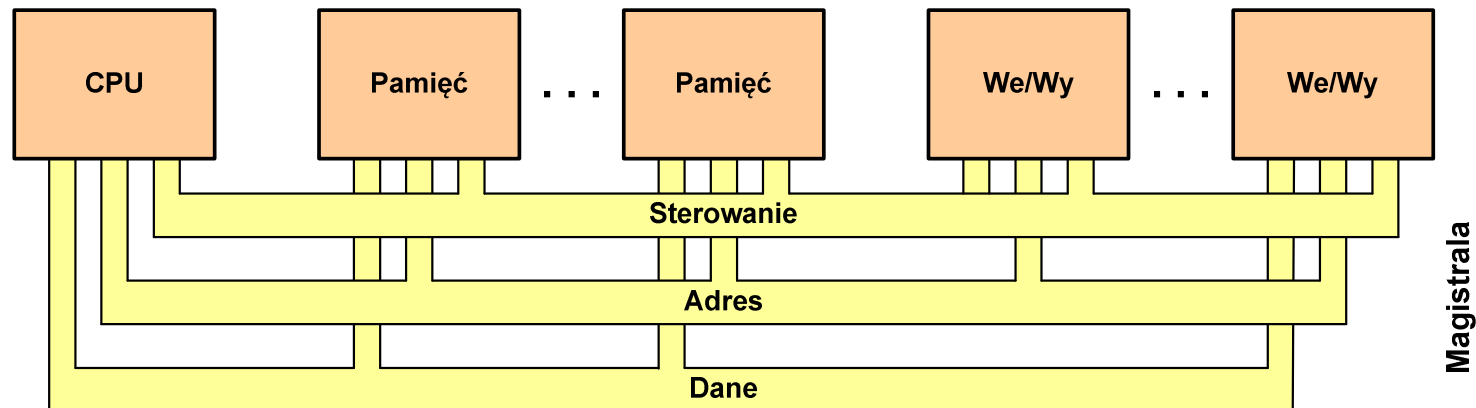 CPU
Pamięć
. . .
Pamięć
We/Wy
. . .
We/Wy
Sterowanie
Adres
Dane
Magistrala